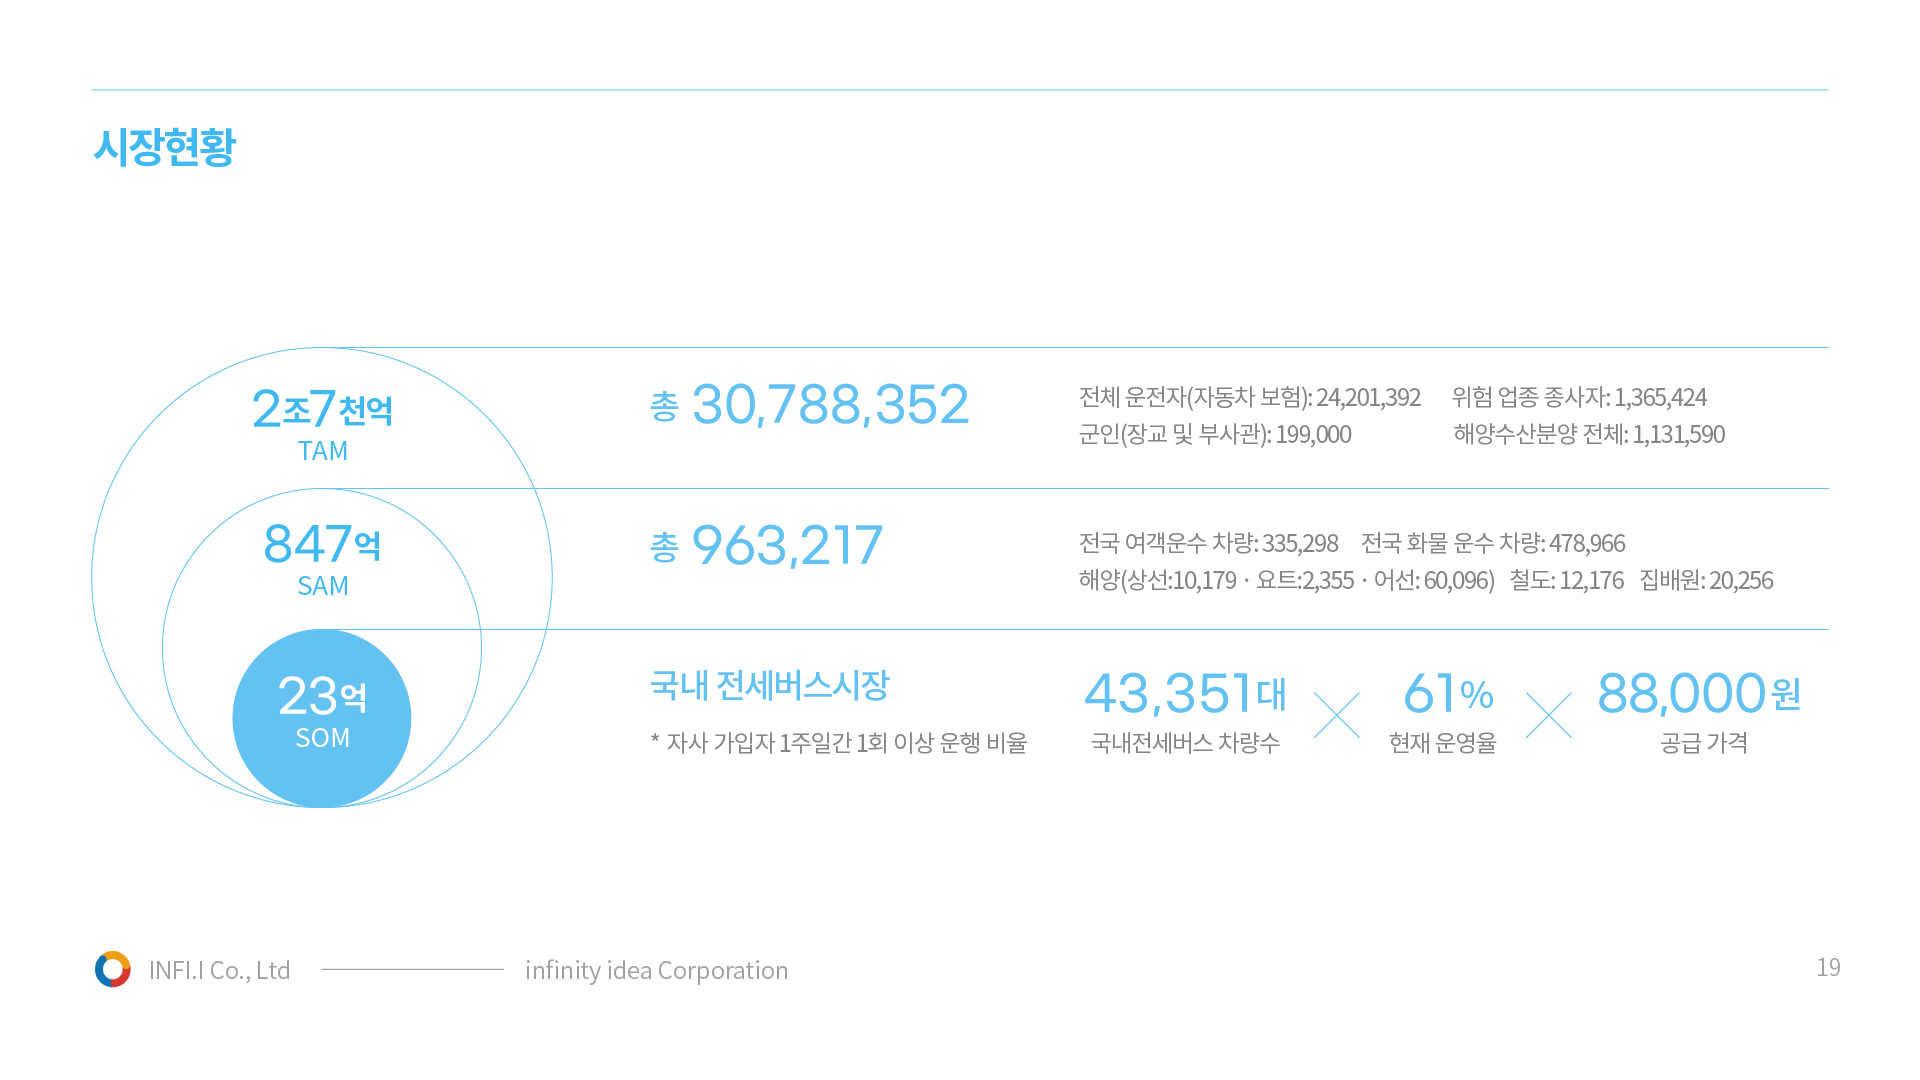 시장현황
2조7천억
TAM
총 30,788,352
전체 운전자(자동차 보험): 24,201,392 위험 업종 종사자: 1,365,424
군인(장교 및 부사관): 199,000 해양수산분양 전체: 1,131,590
847억
SAM
총 963,217
전국 여객운수 차량: 335,298 전국 화물 운수 차량: 478,966
해양(상선:10,179 · 요트:2,355 · 어선: 60,096) 철도: 12,176 집배원: 20,256
23억
SOM
국내 전세버스시장
* 자사 가입자 1주일간 1회 이상 운행 비율
43,351대 × 61% × 88,000원
국내전세버스 차량수 현재 운영율 공급 가격
INFI.I Co., Ltd infinity idea Corporation 19